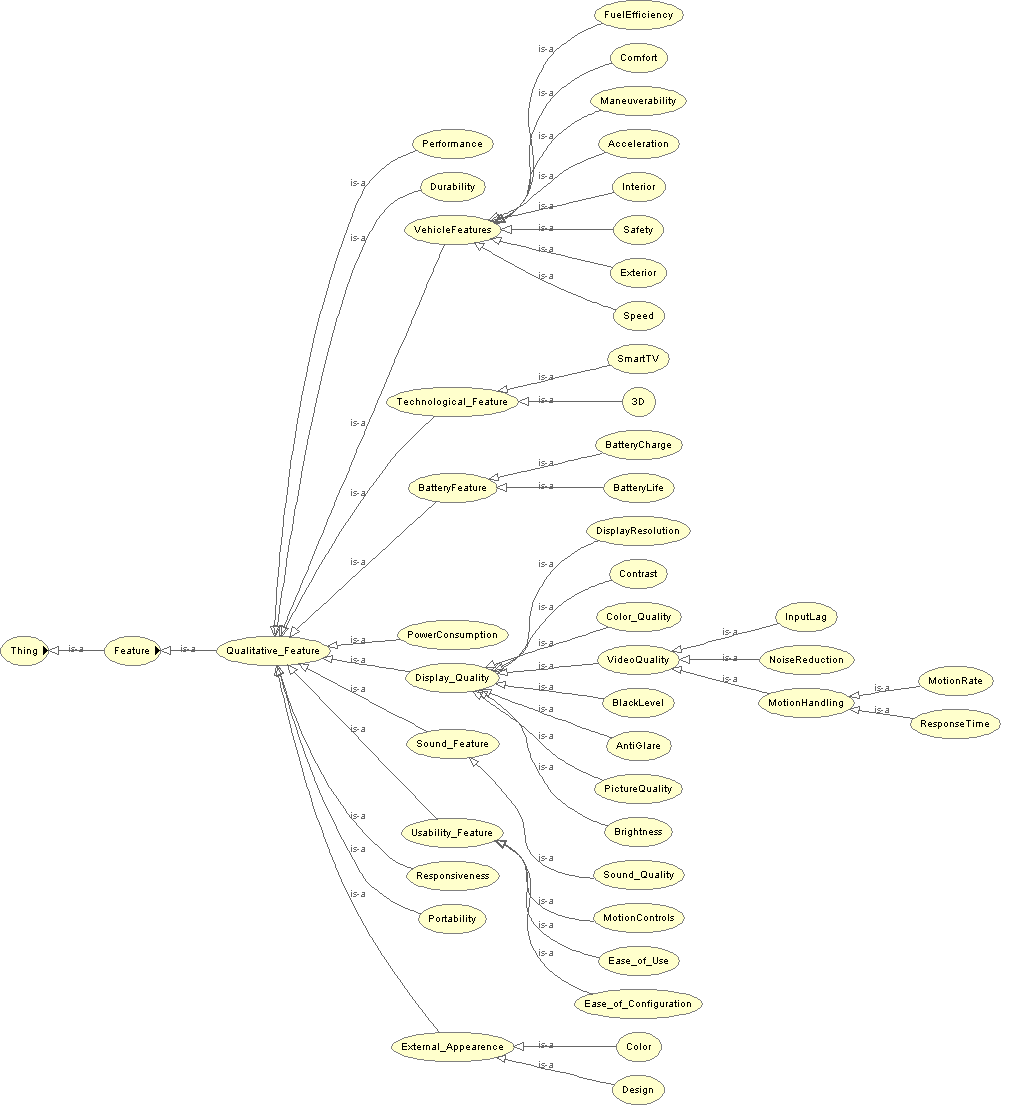 FuelEfficiency
is-a
Comfort
is-a
Maneuverability
is-a
Performance
Acceleration
is-a
is-a
Durability
Interior
is-a
VehicleFeatures
is-a
Safety
is-a
is-a
Exterior
is-a
Speed
SmartTV
is-a
Technological_Feature
is-a
3D
is-a
BatteryCharge
is-a
BatteryFeature
is-a
BatteryLife
is-a
DisplayResolution
is-a
is-a
Contrast
is-a
Color_Quality
InputLag
PowerConsumption
is-a
is-a
is-a
Thing
is-a
Feature
is-a
Qualitative_Feature
is-a
is-a
VideoQuality
is-a
NoiseReduction
Display_Quality
is-a
is-a
MotionRate
is-a
is-a
BlackLevel
MotionHandling
is-a
ResponseTime
is-a
is-a
Sound_Feature
AntiGlare
is-a
PictureQuality
is-a
Usability_Feature
Brightness
is-a
is-a
is-a
Responsiveness
Sound_Quality
is-a
is-a
Portability
MotionControls
is-a
is-a
Ease_of_Use
Ease_of_Configuration
External_Appearence
is-a
Color
is-a
Design